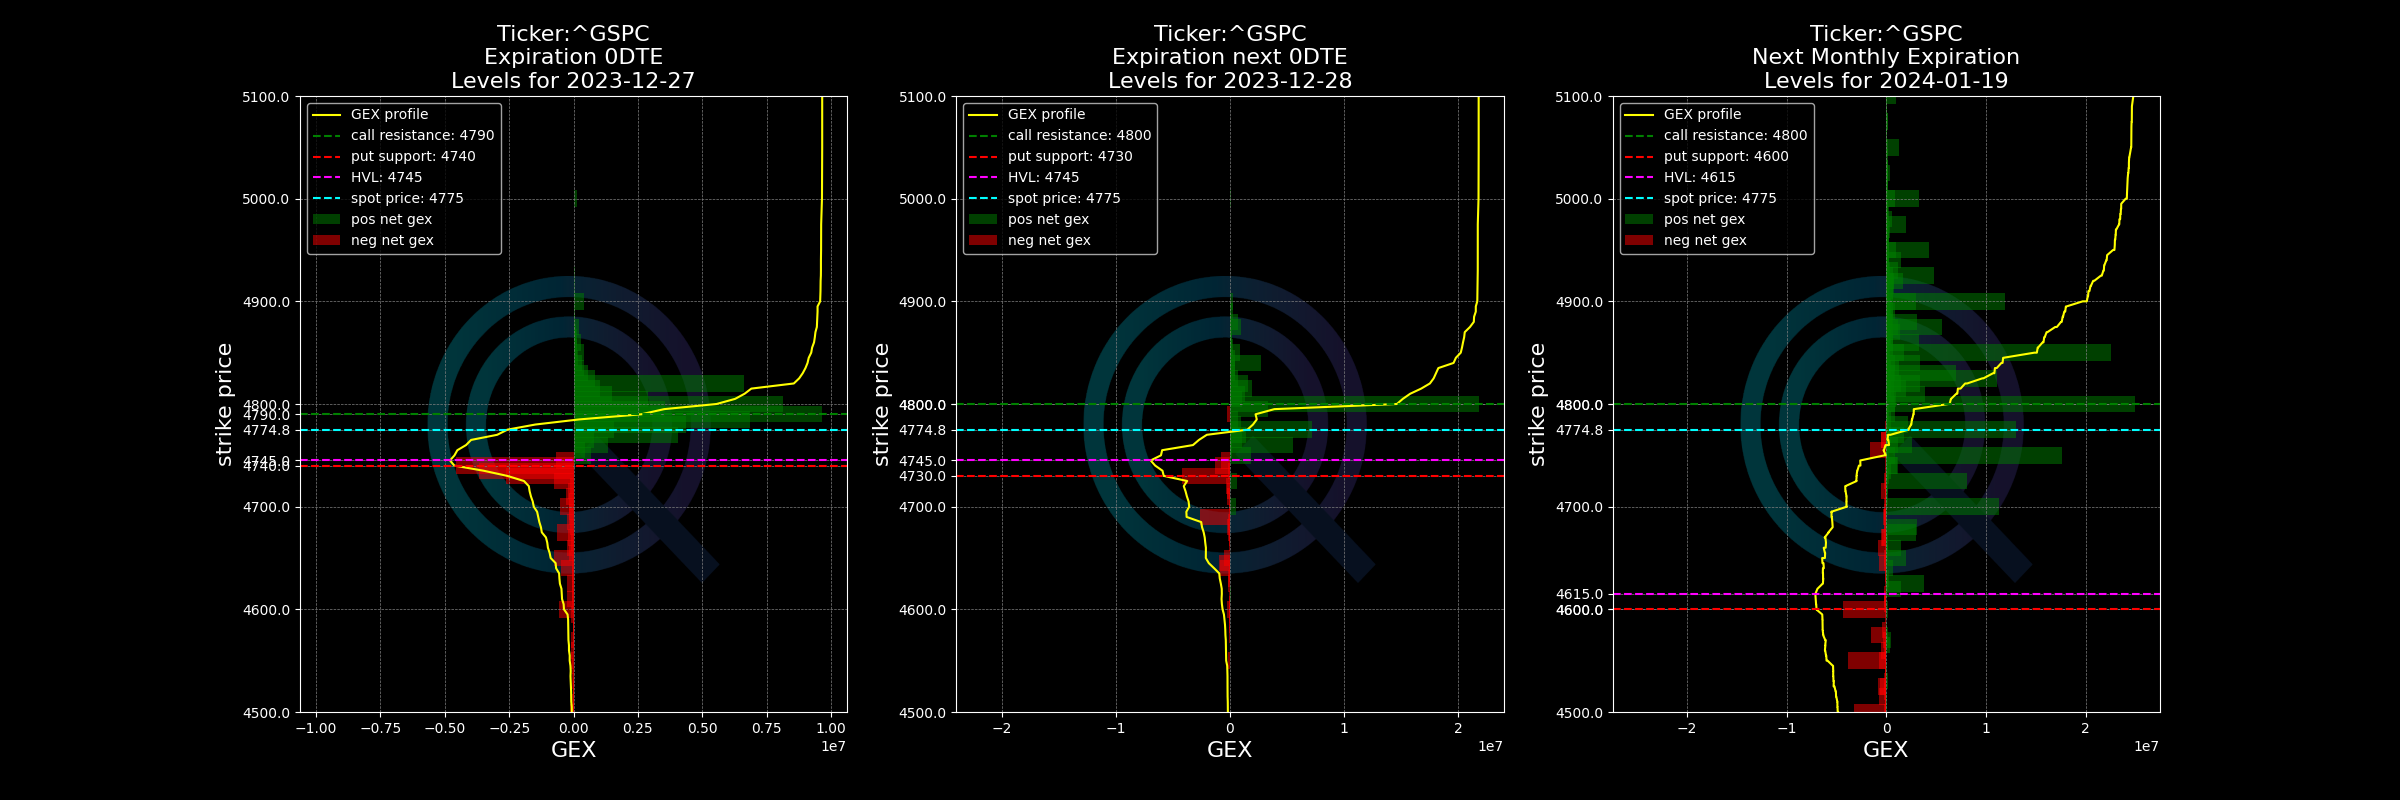 Ticker:^GSPC
Expiration 0DTE
Levels for 2023-12-27
5100.0
5000.0
4900.0
4800.0
4790.0
4774.8
4745.0
4740.0
4700.0
4600.0
4500.0
strike price
GEX profile
call resistance: 4790
put support: 4740
HVL: 4745
spot price: 4775
pos net gex
neg net gex
−1.00 −0.75 −0.50 −0.25 0.00 0.25 0.50 0.75 1.00
1e7
GEX
Ticker:^GSPC
Expiration next 0DTE
Levels for 2023-12-28
5100.0
5000.0
4900.0
4800.0
4774.8
4745.0
4730.0
4700.0
4600.0
4500.0
strike price
GEX profile
call resistance: 4800
put support: 4730
HVL: 4745
spot price: 4775
pos net gex
neg net gex
−2 −1 0 1 2
1e7
GEX
Ticker:^GSPC
Next Monthly Expiration
Levels for 2024-01-19
5100.0
5000.0
4900.0
4800.0
4774.8
4700.0
4615.0
4600.0
4500.0
strike price
GEX profile
call resistance: 4800
put support: 4600
HVL: 4615
spot price: 4775
pos net gex
neg net gex
−2 −1 0 1 2
1e7
GEX